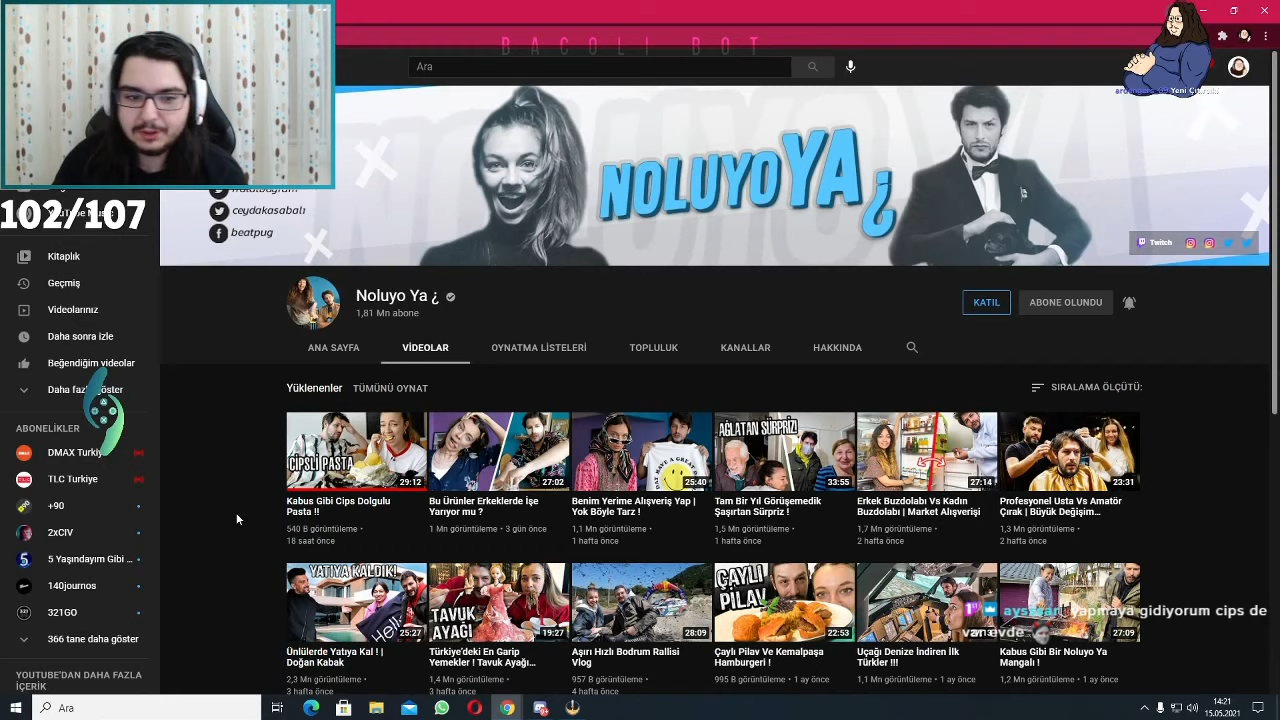 BACOLI BOT
Ara
ardenqers_09 Yeni
NOLUYO YA ¿
ceydakasabalı
beatpug
Twitch
102/107
Kitaplık
Geçmiş
Videolarınız
Daha sonra izle
Beğendiğim videolar
Daha fazla göster
ABONELİKLER
DMAX Turkiye
TLC Turkiye
+90
2xCIV
5 Yaşındayım Gibi ...
140journos
321GO
366 tane daha göster
YOUTUBE'DAN DAHA FAZLA
İÇERİK
Noluyo Ya ¿
1,81 Mn abone
KATIL
ABONE OLUNDU
ANA SAYFA
VİDEOLAR
OYNATMA LİSTELERİ
TOPLULUK
KANALLAR
HAKKINDA
Yüklenenler
TÜMÜNÜ OYNAT
SIRALAMA ÖLÇÜTÜ:
CİPSLİ PASTA
29:12
Kabus Gibi Cips Dolgulu
Pasta !!
540 B görüntüleme •
18 saat önce
27:02
Bu Ürünler Erkeklerde İşe
Yarıyor mu ?
1 Mn görüntüleme • 3 gün önce
HAVE A GREAT
25:40
Benim Yerime Alışveriş Yap |
Yok Böyle Tarz !
1,1 Mn görüntüleme •
1 hafta önce
AĞLATAN SÜRPRİZ!
33:55
Tam Bir Yıl Görüşemedik
Şaşırtan Sürpriz !
1,5 Mn görüntüleme •
1 hafta önce
27:14
Erkek Buzdolabı Vs Kadın
Buzdolabı | Market Alışverişi
1,7 Mn görüntüleme •
2 hafta önce
23:31
Profesyonel Usta Vs Amatör
Çırak | Büyük Değişim...
1,3 Mn görüntüleme •
2 hafta önce
YATIYA KALDIK!
25:27
Ünlülerde Yatıya Kal ! |
Doğan Kabak
2,3 Mn görüntüleme •
3 hafta önce
TAVUK
AYAĞI
19:27
Türkiye'deki En Garip
Yemekler ! Tavuk Ayağı...
1,4 Mn görüntüleme •
3 hafta önce
28:09
Aşırı Hızlı Bodrum Rallisi
Vlog
957 B görüntüleme •
4 hafta önce
ÇAYLI
PİLAV
22:53
Çaylı Pilav Ve Kemalpaşa
Hamburgeri !
995 B görüntüleme • 1 ay önce
Uçağı Denize İndiren İlk
Türkler !!!
1,1 Mn görüntüleme • 1 ay önce
27:09
Kabus Gibi Bir Noluyo Ya
Mangalı !
1,2 Mn görüntüleme • 1 ay önce
yapmaya gidiyorum cips de
evde
Ara
14:21
15.05.2021